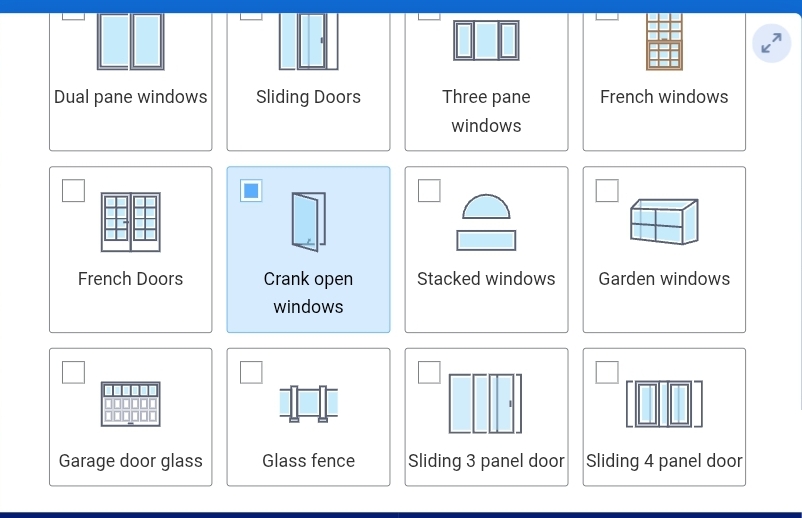 Dual pane windows
Sliding Doors
Three pane
windows
French windows
French Doors
Crank open
windows
Stacked windows
Garden windows
Garage door glass
Glass fence
Sliding 3 panel door
Sliding 4 panel door